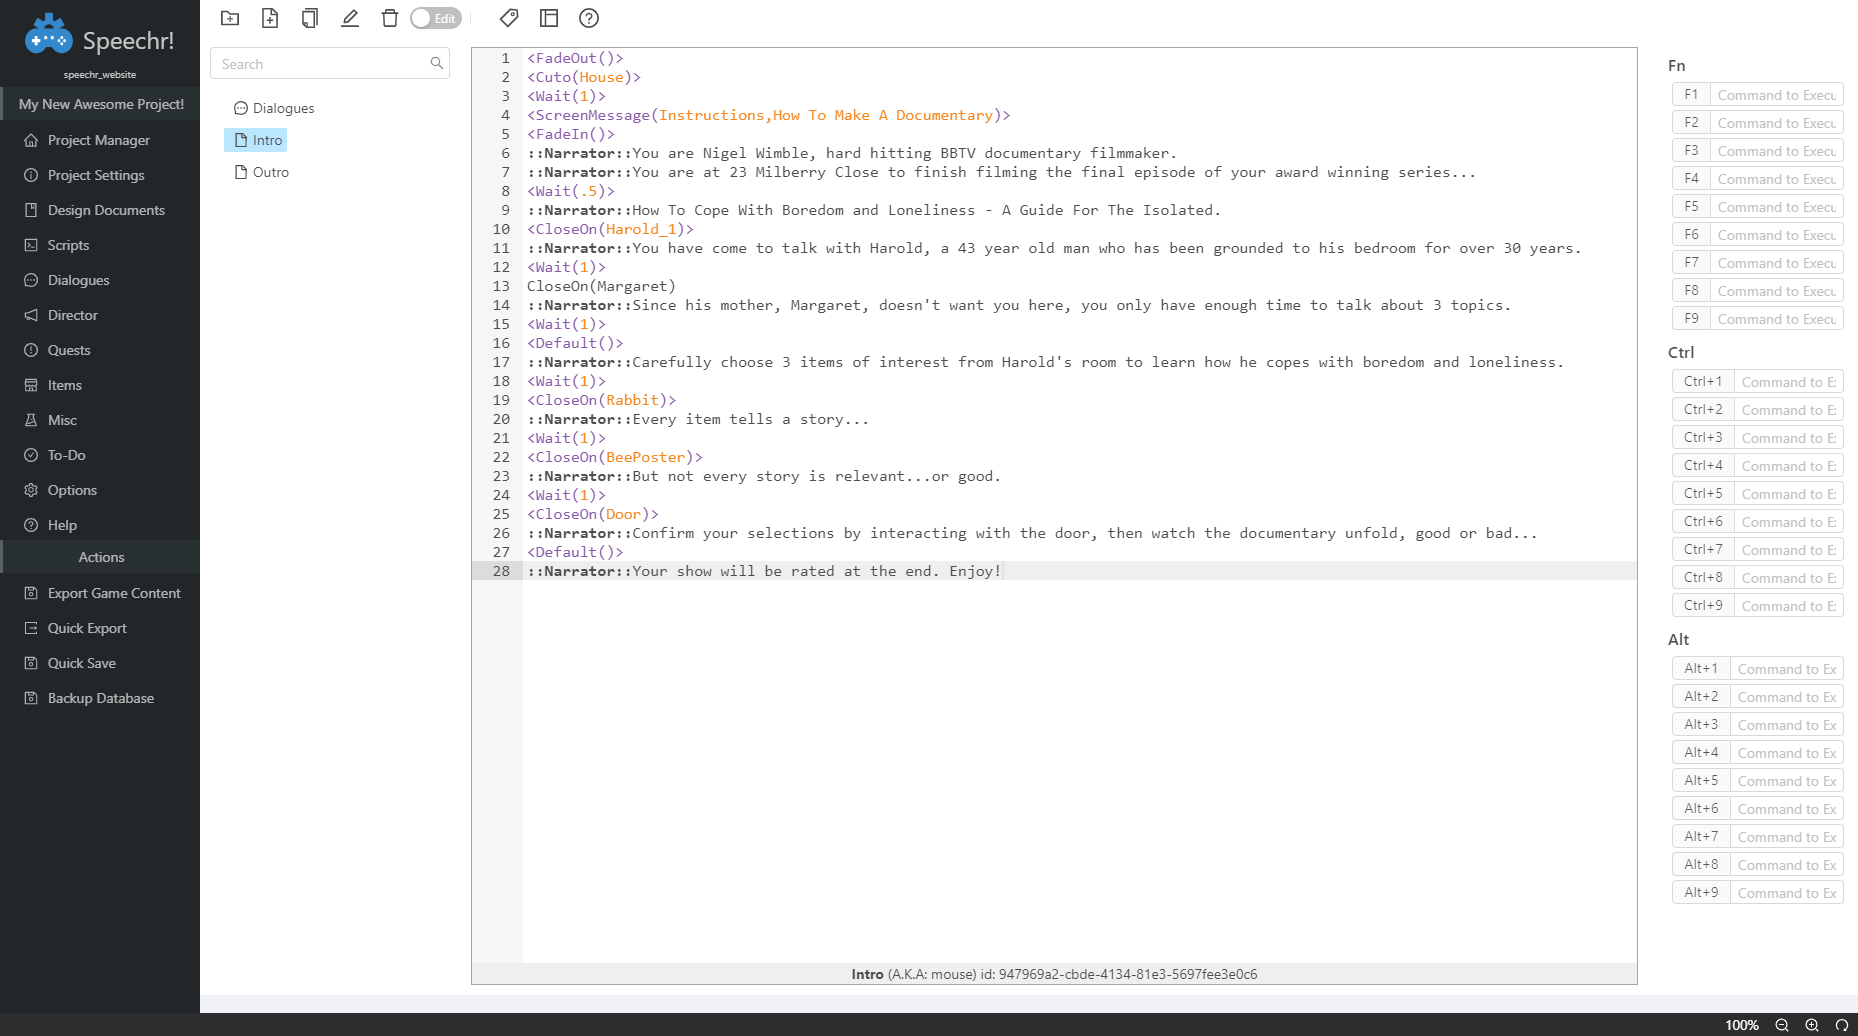 Speechr!
speechr_website
My New Awesome Project!
Project Manager
Project Settings
Design Documents
Scripts
Dialogues
Director
Quests
Items
Misc
To-Do
Options
Help
Actions
Export Game Content
Quick Export
Quick Save
Backup Database
Edit
Search
Dialogues
Intro
Outro
1 <FadeOut()>
2 <Cuto(House)>
3 <Wait(1)>
4 <ScreenMessage(Instructions,How To Make A Documentary)>
5 <FadeIn()>
6 ::Narrator::You are Nigel Wimble, hard hitting BBTV documentary filmmaker.
7 ::Narrator::You are at 23 Milberry Close to finish filming the final episode of your award winning series...
8 <Wait(.5)>
9 ::Narrator::How To Cope With Boredom and Loneliness - A Guide For The Isolated.
10 <CloseOn(Harold_1)>
11 ::Narrator::You have come to talk with Harold, a 43 year old man who has been grounded to his bedroom for over 30 years.
12 <Wait(1)>
13 CloseOn(Margaret)
14 ::Narrator::Since his mother, Margaret, doesn't want you here, you only have enough time to talk about 3 topics.
15 <Wait(1)>
16 <Default()>
17 ::Narrator::Carefully choose 3 items of interest from Harold's room to learn how he copes with boredom and loneliness.
18 <Wait(1)>
19 <CloseOn(Rabbit)>
20 ::Narrator::Every item tells a story...
21 <Wait(1)>
22 <CloseOn(BeePoster)>
23 ::Narrator::But not every story is relevant...or good.
24 <Wait(1)>
25 <CloseOn(Door)>
26 ::Narrator::Confirm your selections by interacting with the door, then watch the documentary unfold, good or bad...
27 <Default()>
28 ::Narrator::Your show will be rated at the end. Enjoy!
Intro (A.K.A: mouse) id: 947969a2-cbde-4134-81e3-5697fee3e0c6
Fn
F1 Command to Execu
F2 Command to Execu
F3 Command to Execu
F4 Command to Execu
F5 Command to Execu
F6 Command to Execu
F7 Command to Execu
F8 Command to Execu
F9 Command to Execu
Ctrl
Ctrl+1 Command to Ex
Ctrl+2 Command to Ex
Ctrl+3 Command to Ex
Ctrl+4 Command to Ex
Ctrl+5 Command to Ex
Ctrl+6 Command to Ex
Ctrl+7 Command to Ex
Ctrl+8 Command to Ex
Ctrl+9 Command to Ex
Alt
Alt+1 Command to Ex
Alt+2 Command to Ex
Alt+3 Command to Ex
Alt+4 Command to Ex
Alt+5 Command to Ex
Alt+6 Command to Ex
Alt+7 Command to Ex
Alt+8 Command to Ex
Alt+9 Command to Ex
100%